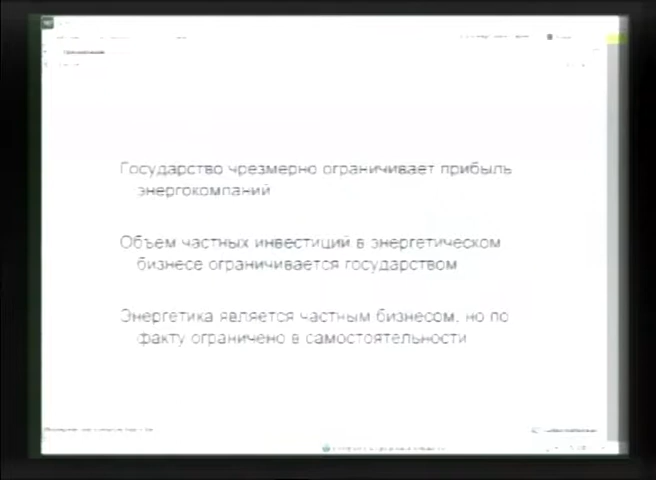 Государство чрезмерно ограничивает прибыль
энергокомпаний
Объем частных инвестиций в энергетическом
бизнесе ограничивается государством
Энергетика является частным бизнесом, но по
факту ограничено в самостоятельности